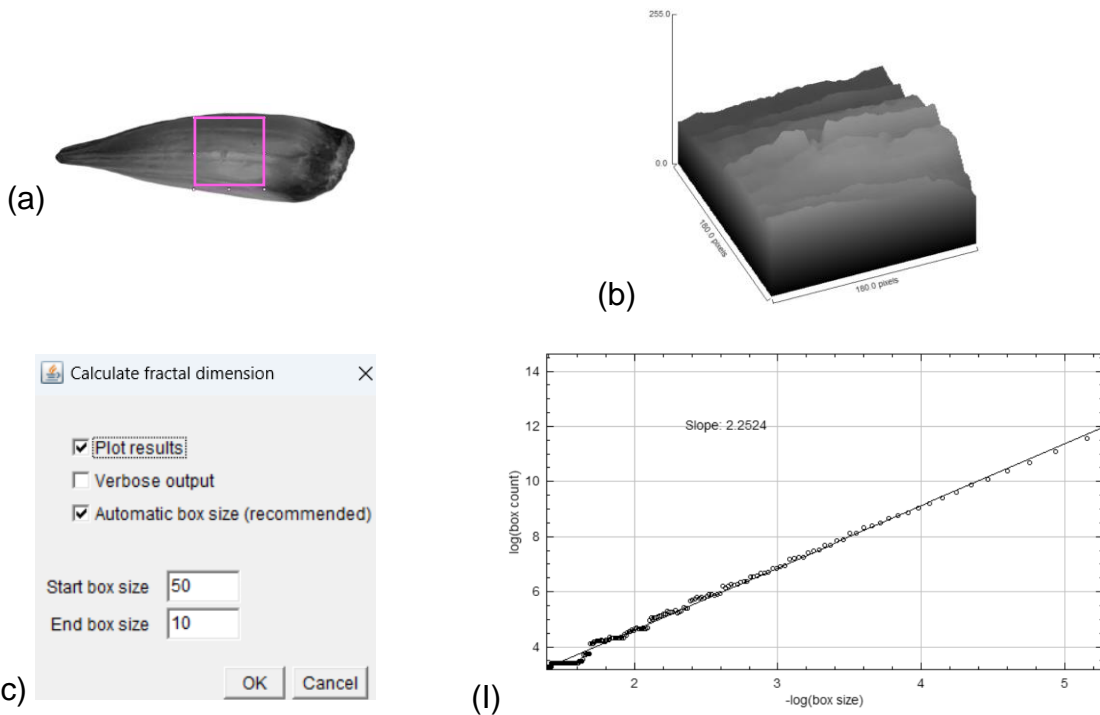 (a)
255.0
0.0
180.0 pixels
180.0 pixels
(b)
Calculate fractal dimension
Plot results
Verbose output
Automatic box size (recommended)
Start box size 50
End box size 10
OK Cancel
c)
14
12
10
8
6
4
log(box count)
Slope: 2.2524
2 3 4 5
-log(box size)
(I)